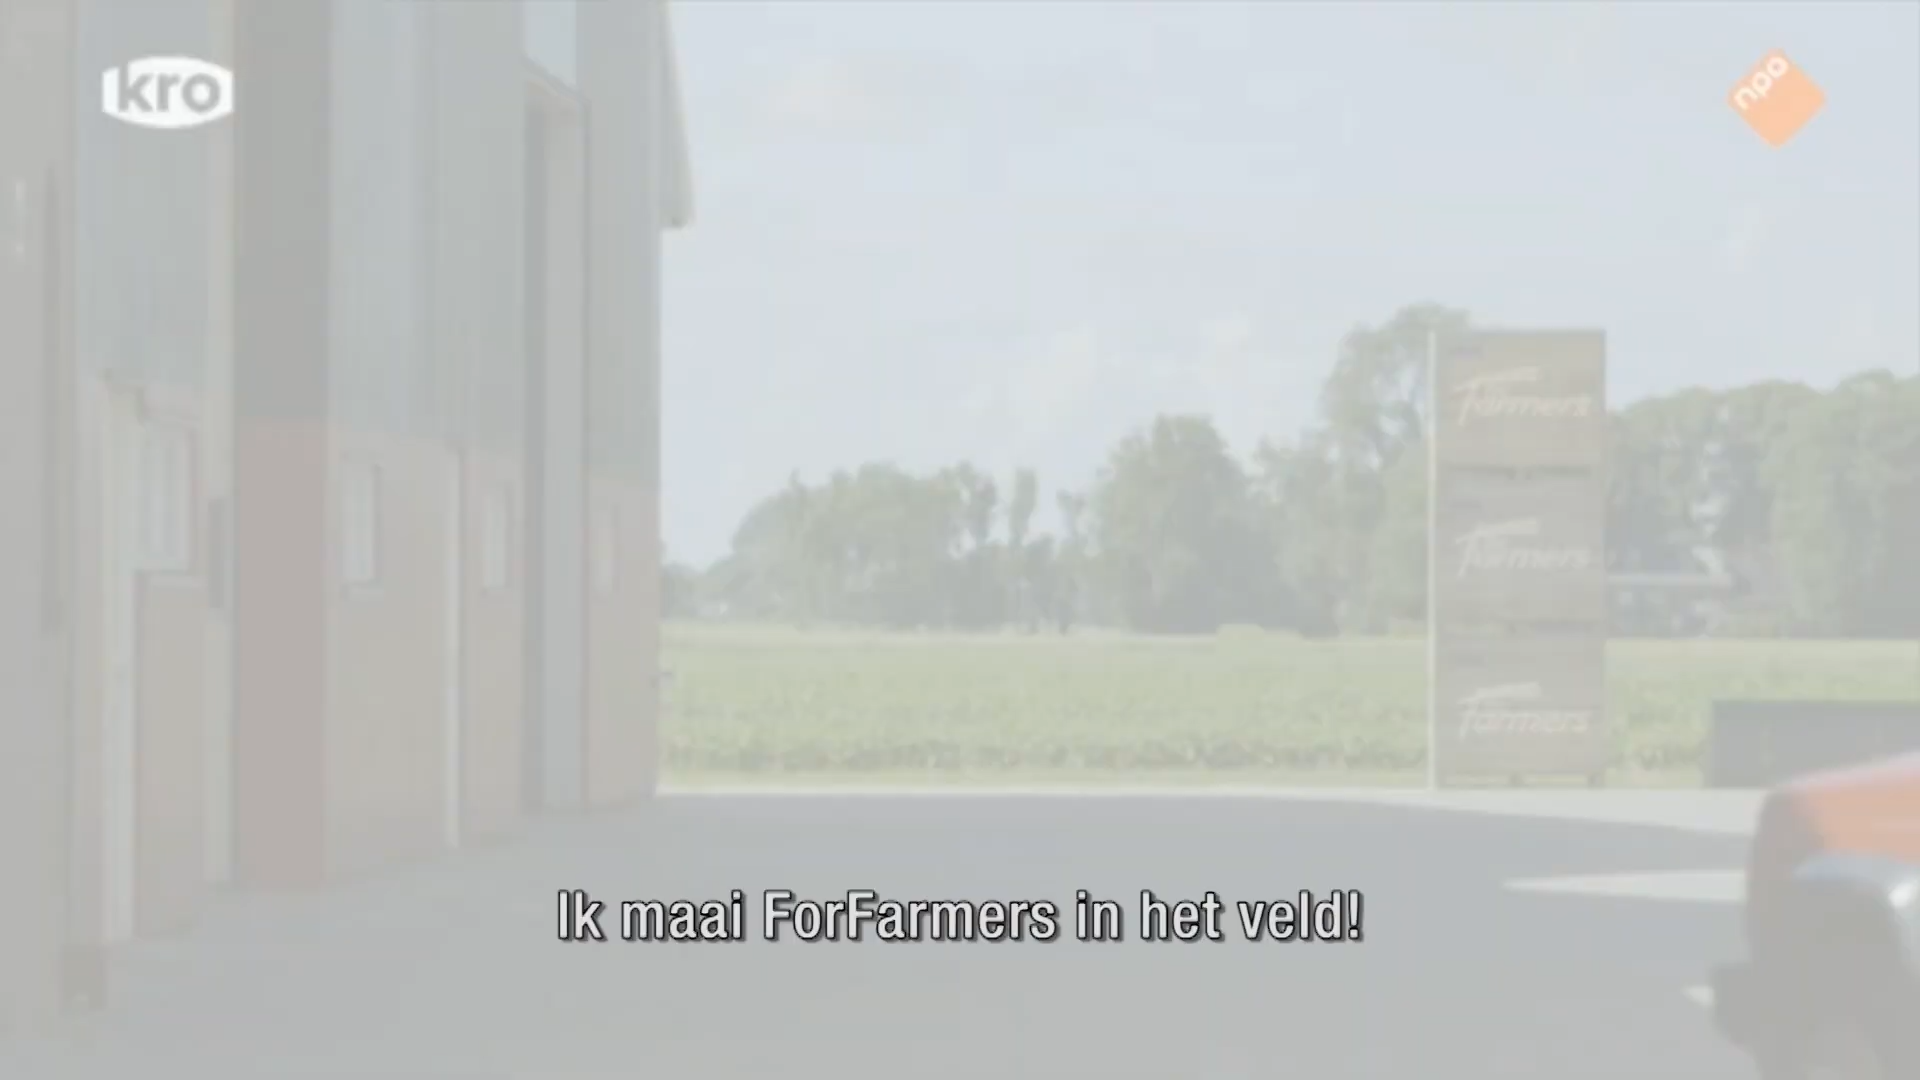 kro
npo
Farmers
Farmers
Farmers
Ik maai ForFarmers in het veld!